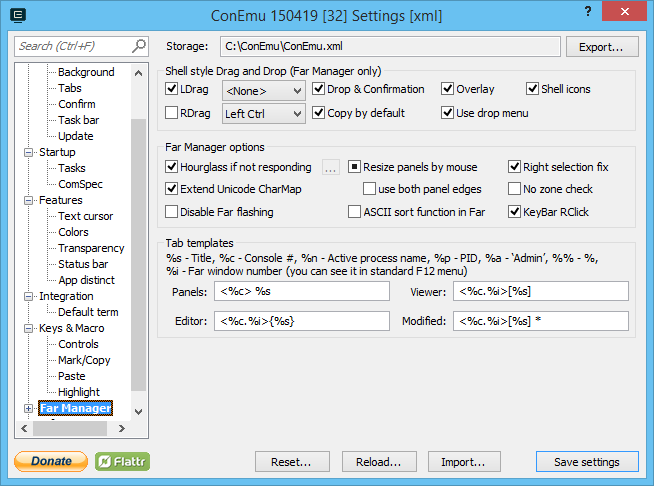 ConEmu 150419 [32] Settings [xml]
?
Search (Ctrl+F)
Storage:
C:\ConEmu\ConEmu.xml
Export...
Background
Tabs
Confirm
Task bar
Update
Startup
Tasks
ComSpec
Features
Text cursor
Colors
Transparency
Status bar
App distinct
Integration
Default term
Keys & Macro
Controls
Mark/Copy
Paste
Highlight
Far Manager
Shell style Drag and Drop (Far Manager only)
LDrag <None> Drop & Confirmation Overlay Shell icons
RDrag Left Ctrl Copy by default Use drop menu
Far Manager options
Hourglass if not responding ... Resize panels by mouse Right selection fix
Extend Unicode CharMap use both panel edges No zone check
Disable Far flashing ASCII sort function in Far KeyBar RClick
Tab templates
%s - Title, %c - Console #, %n - Active process name, %p - PID, %a - ‘Admin’, %% - %,
%i - Far window number (you can see it in standard F12 menu)
Panels: <%c> %s Viewer: <%c.%i>[%s]
Editor: <%c.%i>{%s} Modified: <%c.%i>[%s] *
Donate Flattr Reset... Reload... Import... Save settings